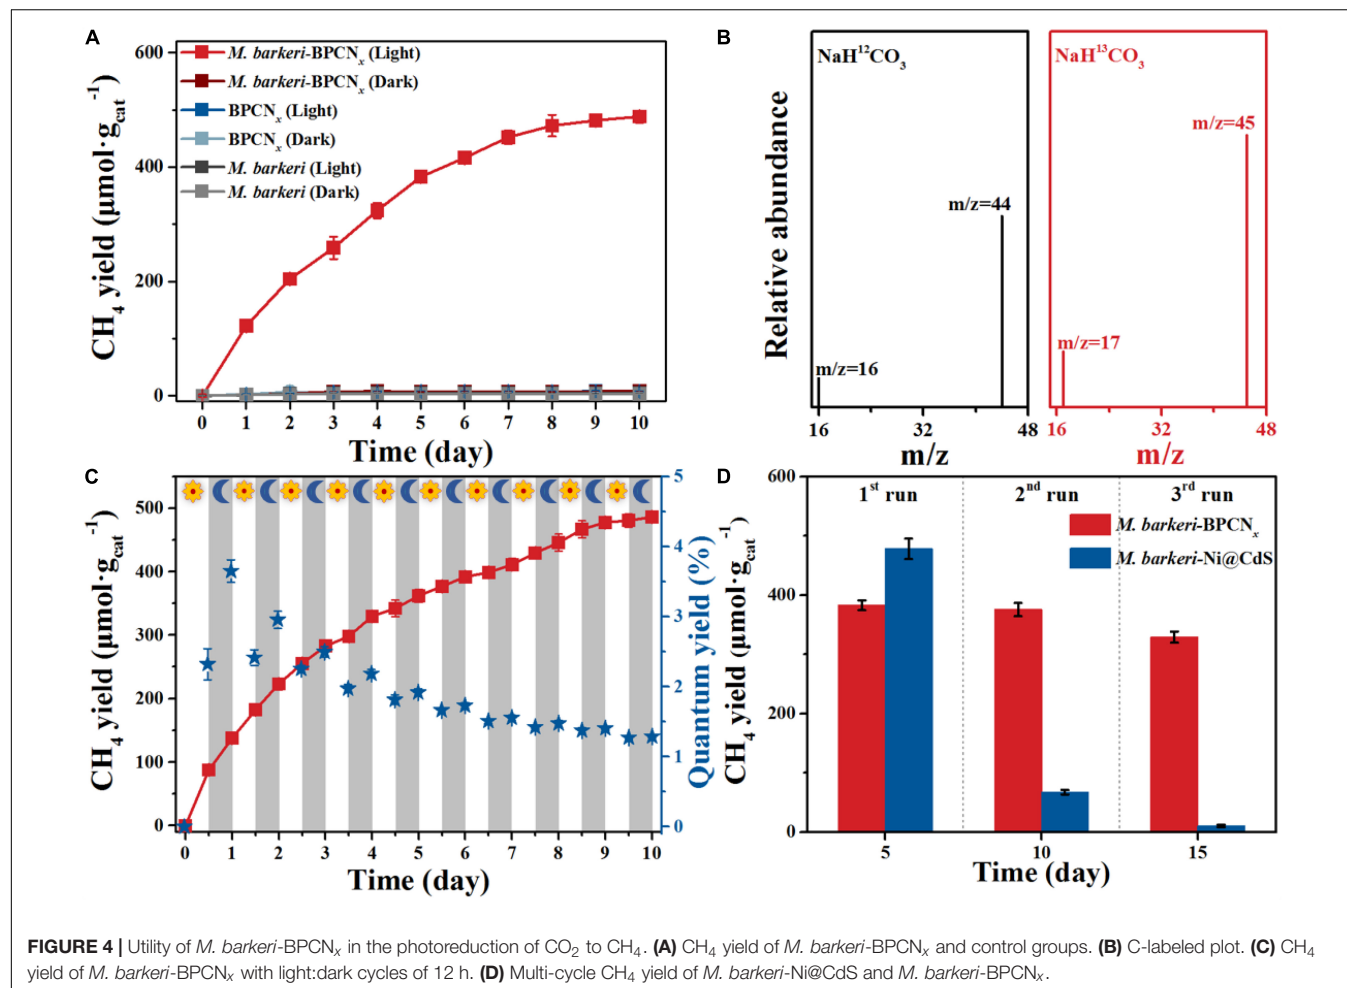 A
600
400
200
0
CH₄ yield (μmol·g_cat⁻¹)
M. barkeri-BPCNₓ (Light)
M. barkeri-BPCNₓ (Dark)
BPCNₓ (Light)
BPCNₓ (Dark)
M. barkeri (Light)
M. barkeri (Dark)
0 1 2 3 4 5 6 7 8 9 10
Time (day)
B
Relative abundance
NaH¹²CO₃
m/z=44
m/z=16
16 32 48
m/z
NaH¹³CO₃
m/z=45
m/z=17
16 32 48
m/z
C
500
400
300
200
100
0
CH₄ yield (μmol·g_cat⁻¹)
5
4
3
2
1
0
Quantum yield (%)
0 1 2 3 4 5 6 7 8 9 10
Time (day)
D
600
400
200
0
CH₄ yield (μmol·g_cat⁻¹)
1ˢᵗ run 2ⁿᵈ run 3ʳᵈ run
M. barkeri-BPCNₓ
M. barkeri-Ni@CdS
5 10 15
Time (day)
FIGURE 4 | Utility of M. barkeri-BPCNₓ in the photoreduction of CO₂ to CH₄. (A) CH₄ yield of M. barkeri-BPCNₓ and control groups. (B) C-labeled plot. (C) CH₄
yield of M. barkeri-BPCNₓ with light:dark cycles of 12 h. (D) Multi-cycle CH₄ yield of M. barkeri-Ni@CdS and M. barkeri-BPCNₓ.